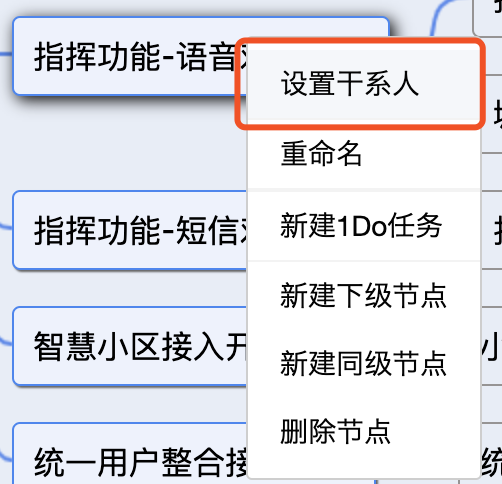 指挥功能-语音
设置干系人
重命名
指挥功能-短信
新建1Do任务
新建下级节点
智慧小区接入开
新建同级节点
删除节点
统一用户整合接
统